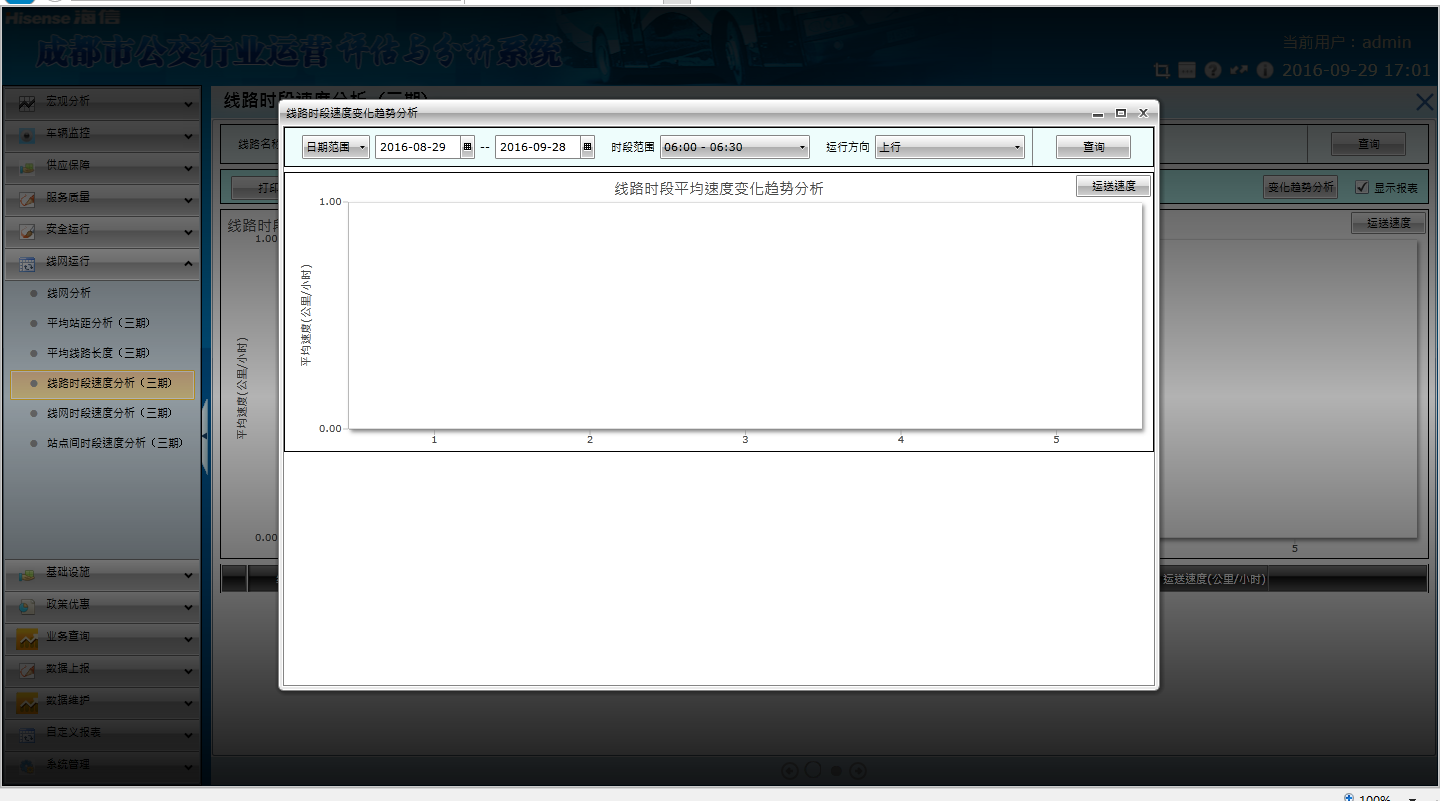 Hisense 海信
成都市公交行业运营评估与分析系统
当前用户：admin
2016-09-29 17:01
宏观分析
车辆监控
供应保障
服务质量
安全运行
线网运行
线网分析
平均站距分析（三期）
平均线路长度（三期）
线路时段速度分析（三期）
线网时段速度分析（三期）
站点间时段速度分析（三期）
基础设施
政策优惠
业务查询
数据上报
数据维护
自定义报表
系统管理
线路时段速度分析（三期）
线路名称
查询
打印
变化趋势分析
显示报表
线路时段
运送速度
1.00
平均速度(公里/小时)
0.00
5
运送速度(公里/小时)
线路时段速度变化趋势分析
日期范围 2016-08-29 -- 2016-09-28 时段范围 06:00 - 06:30 运行方向 上行 查询
线路时段平均速度变化趋势分析
运送速度
1.00
平均速度(公里/小时)
0.00
1 2 3 4 5
100%